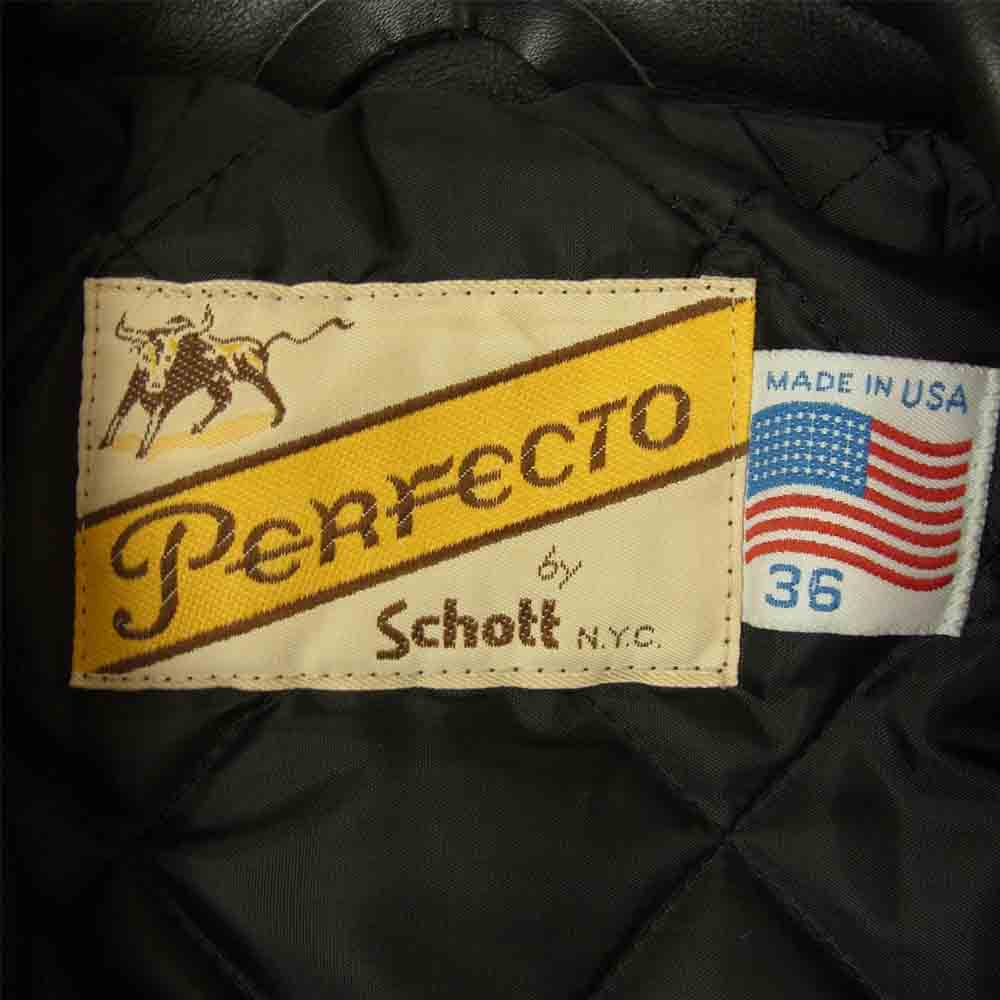 PERFECTO
by
Schott N.Y.C.
MADE IN USA
36